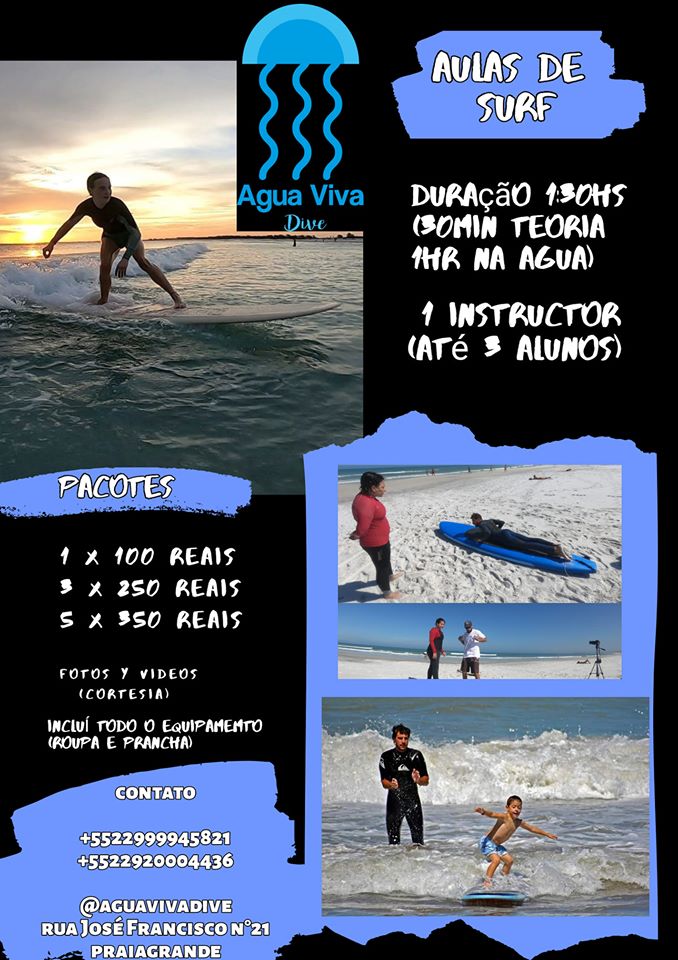 Agua Viva
Dive
AULAS DE
SURF
DURAÇÃO 1:30HS
(30MIN TEORIA
1HR NA AGUA)
1 INSTRUCTOR
(ATÉ 3 ALUNOS)
PACOTES
1 X 100 REAIS
3 X 250 REAIS
5 X 350 REAIS
FOTOS Y VIDEOS
(CORTESIA)
INCLUÍ TODO O EQUIPAMEMTO
(ROUPA E PRANCHA)
CONTATO
+5522999945821
+5522920004436
@AGUAVIVADIVE
RUA JOSÉ FRANCISCO N°21
PRAIAGRANDE